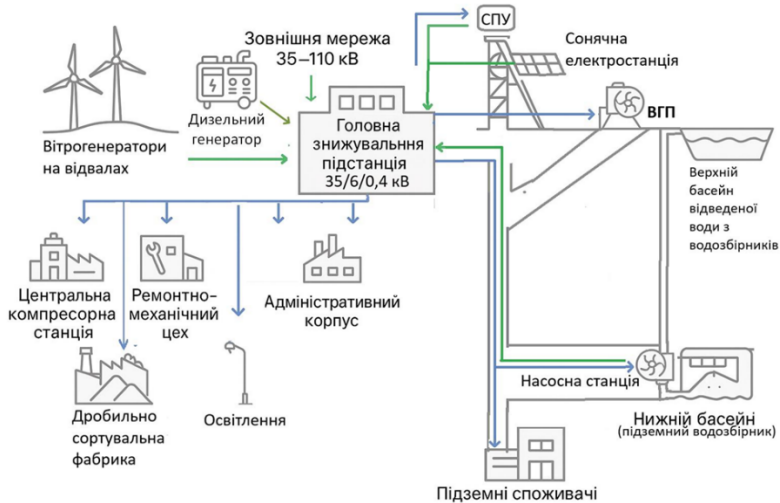 СПУ
Зовнішня мережа
35–110 кВ
Сонячна
електростанція
Дизельний
генератор
ВГП
Головна
знижувальння
підстанція
35/6/0,4 кВ
Вітрогенератори
на відвалах
Верхній
басейн
відведеної
води з
водозбірників
Центральна
компресорна
станція
Ремонтно-
механічний
цех
Адміністративний
корпус
Насосна станція
Дробильно
сортувальна
фабрика
Освітлення
Нижній басейн
(підземний водозбірник)
Підземні споживачі